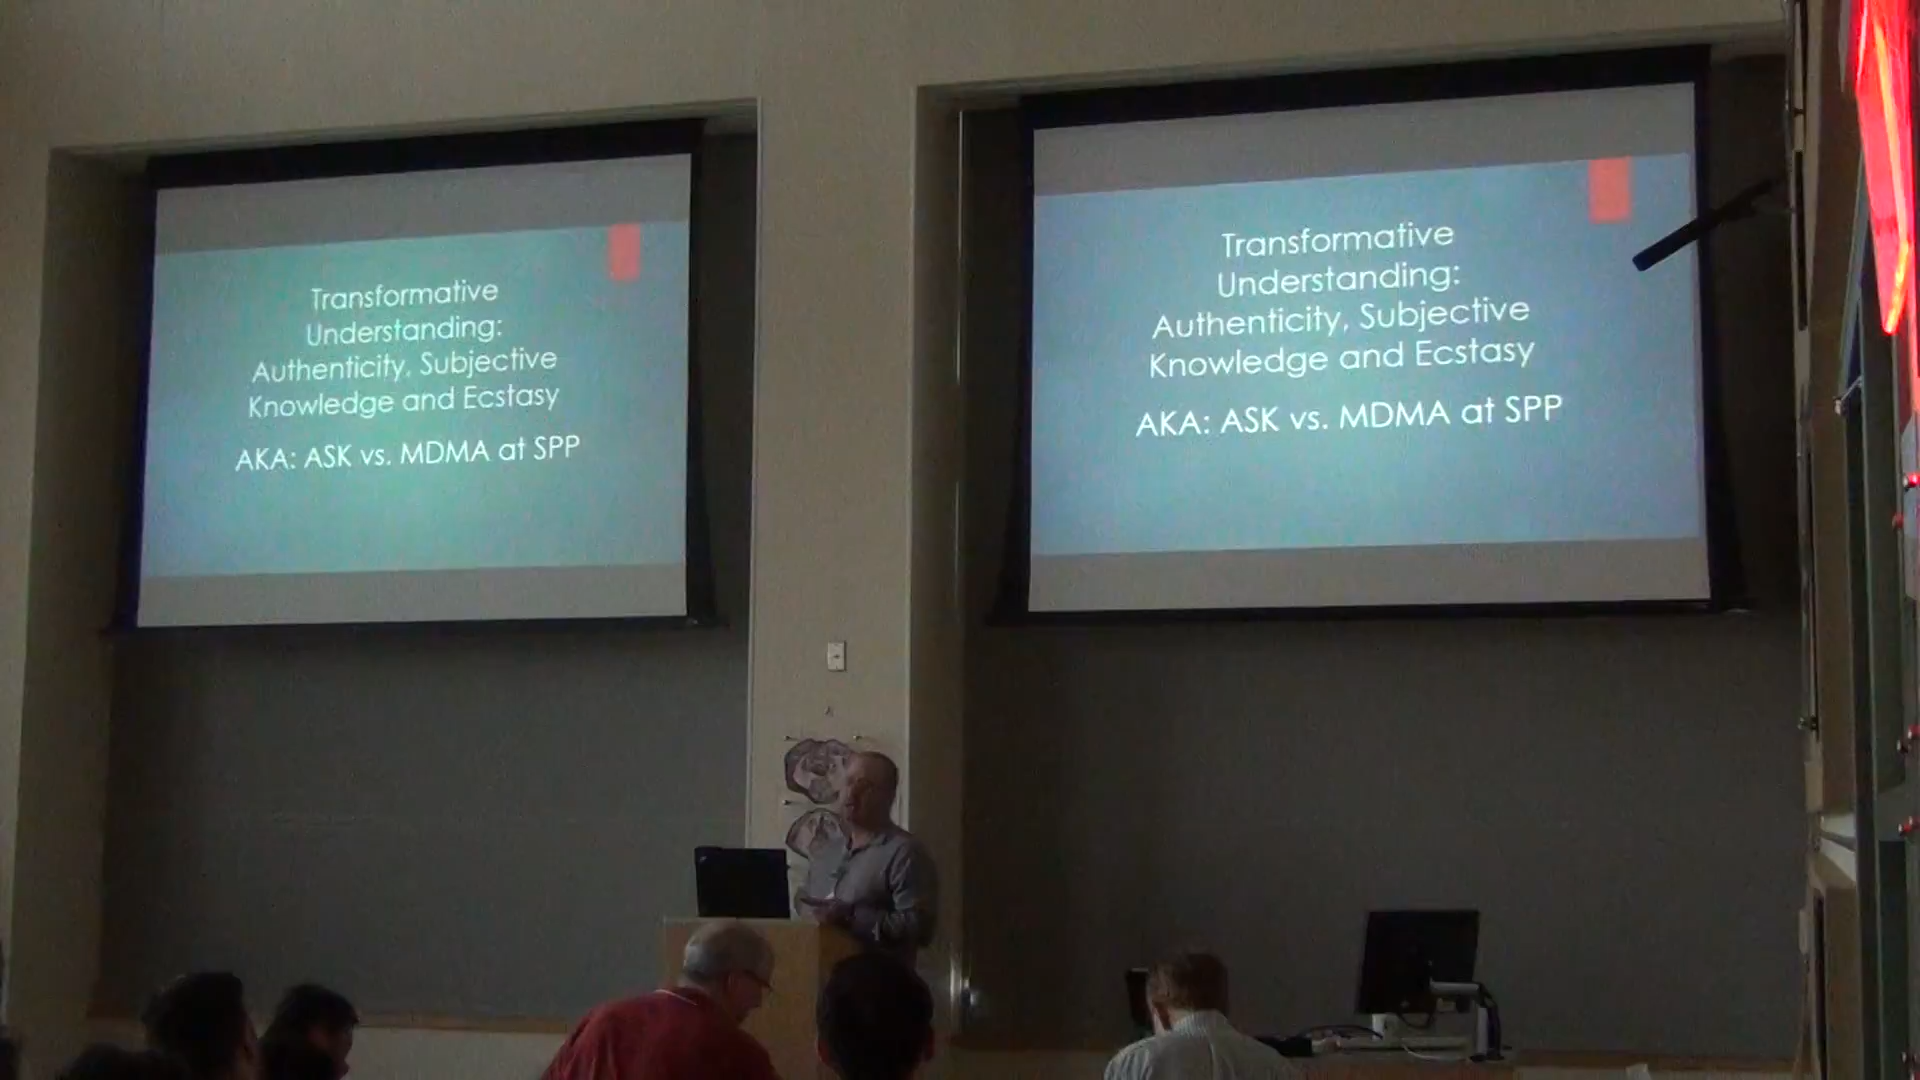 Transformative
Understanding:
Authenticity, Subjective
Knowledge and Ecstasy
AKA: ASK vs. MDMA at SPP
Transformative
Understanding:
Authenticity, Subjective
Knowledge and Ecstasy
AKA: ASK vs. MDMA at SPP